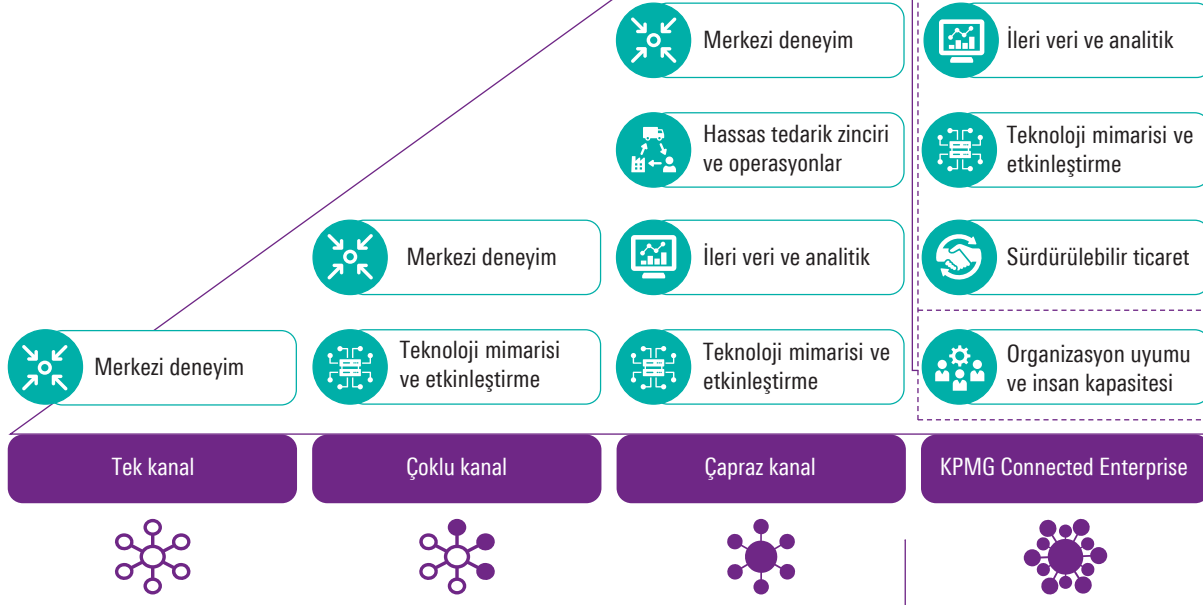 Merkezi deneyim
İleri veri ve analitik
Hassas tedarik zinciri
ve operasyonlar
Teknoloji mimarisi ve
etkinleştirme
Merkezi deneyim
İleri veri ve analitik
Sürdürülebilir ticaret
Merkezi deneyim
Teknoloji mimarisi
ve etkinleştirme
Teknoloji mimarisi ve
etkinleştirme
Organizasyon uyumu
ve insan kapasitesi
Tek kanal
Çoklu kanal
Çapraz kanal
KPMG Connected Enterprise